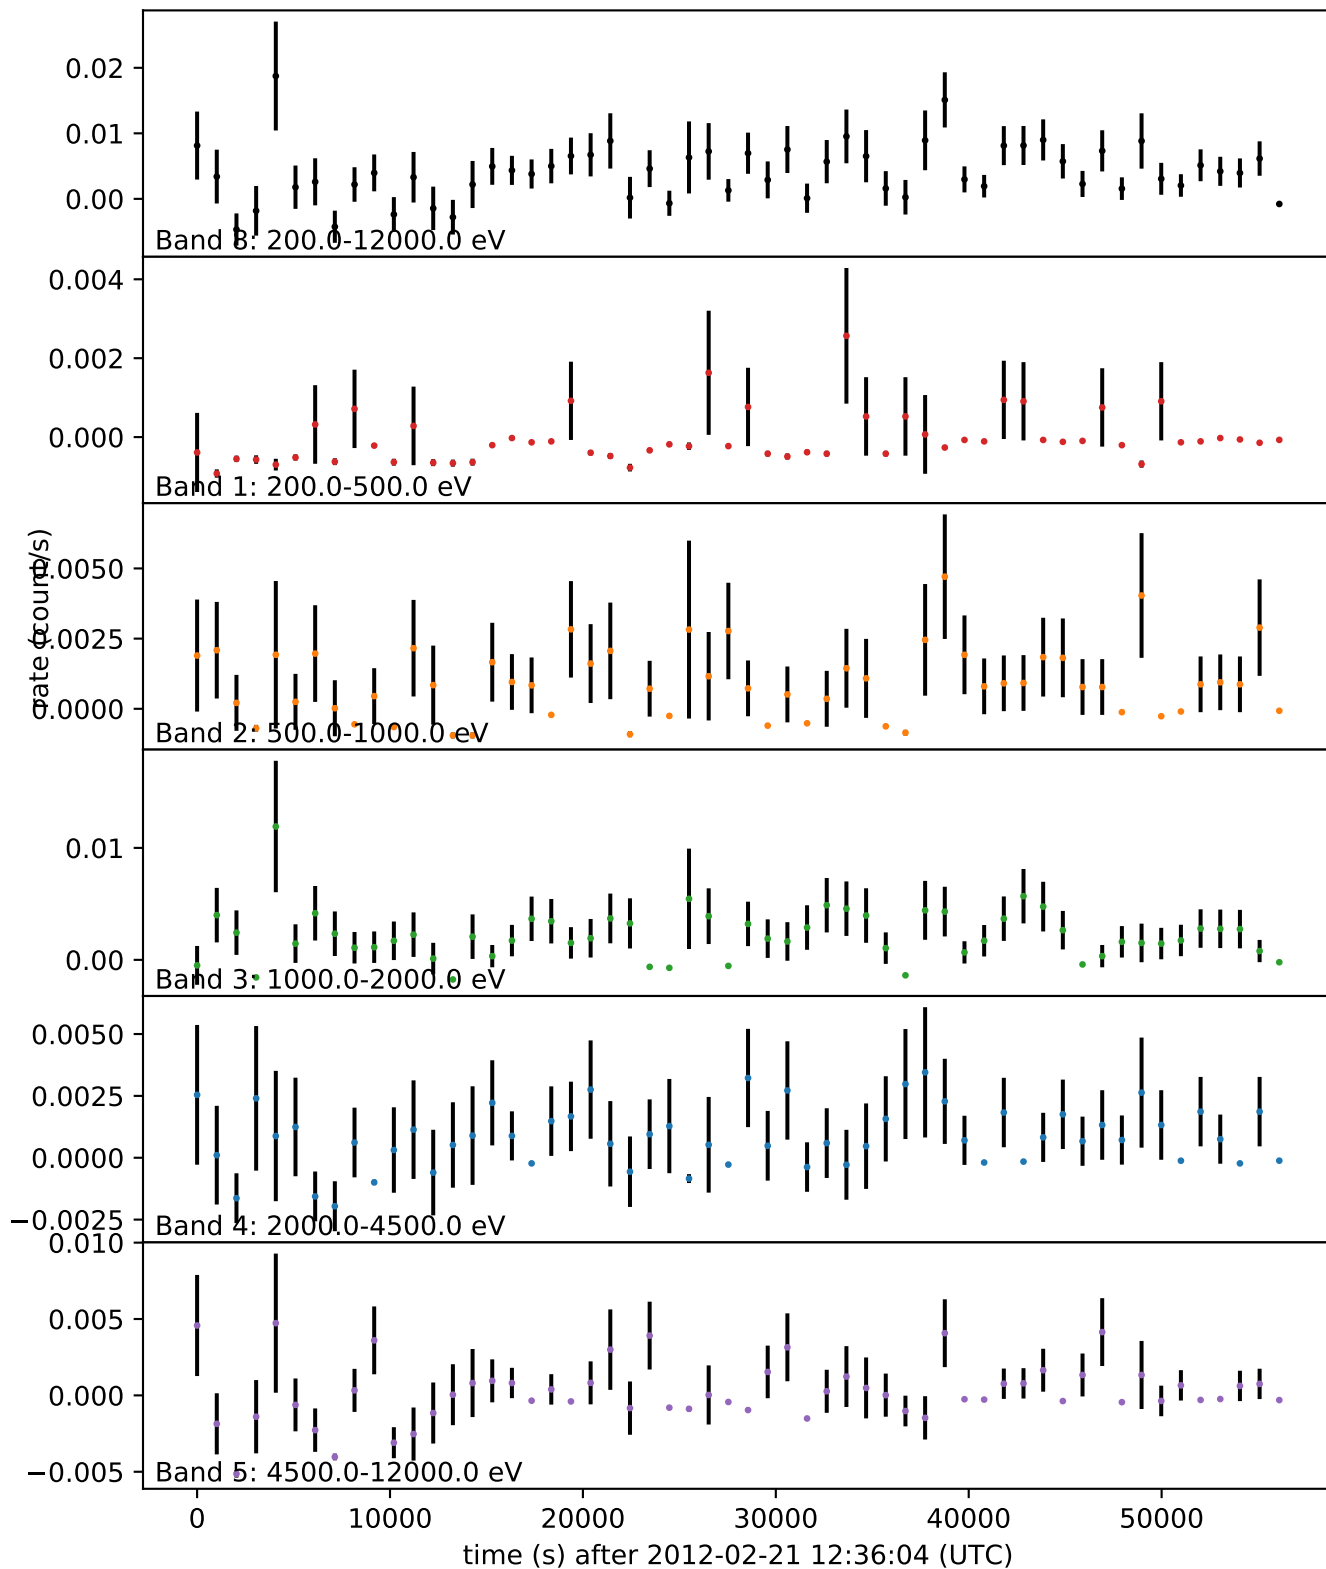 0.02
0.01
0.00
Band 8: 200.0-12000.0 eV
0.004
0.002
0.000
Band 1: 200.0-500.0 eV
rate (count/s)
0.0050
0.0025
0.0000
Band 2: 500.0-1000.0 eV
0.01
0.00
Band 3: 1000.0-2000.0 eV
0.0050
0.0025
0.0000
−0.0025
Band 4: 2000.0-4500.0 eV
0.010
0.005
0.000
−0.005
Band 5: 4500.0-12000.0 eV
0 10000 20000 30000 40000 50000
time (s) after 2012-02-21 12:36:04 (UTC)